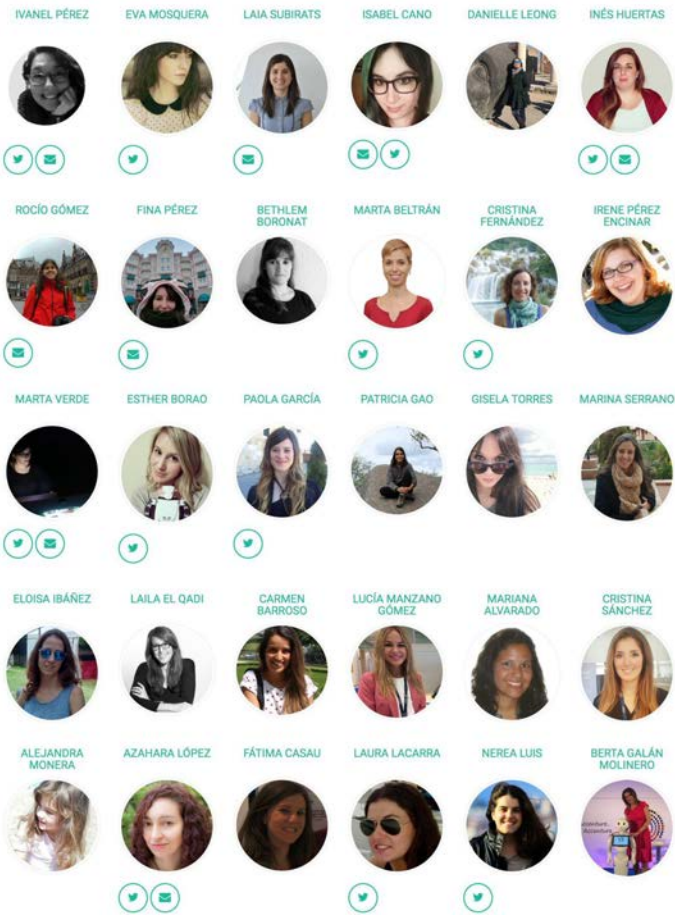 IVANEL PÉREZ
EVA MOSQUERA
LAIA SUBIRATS
ISABEL CANO
DANIELLE LEONG
INÉS HUERTAS
ROCÍO GÓMEZ
FINA PÉREZ
BETHLEM
BORONAT
MARTA BELTRÁN
CRISTINA
FERNÁNDEZ
IRENE PÉREZ
ENCINAR
MARTA VERDE
ESTHER BORAO
PAOLA GARCÍA
PATRICIA GAO
GISELA TORRES
MARINA SERRANO
ELOISA IBÁÑEZ
LAILA EL QADI
CARMEN
BARROSO
LUCÍA MANZANO
GÓMEZ
MARIANA
ALVARADO
CRISTINA
SÁNCHEZ
ALEJANDRA
MONERA
AZAHARA LÓPEZ
FÁTIMA CASAU
LAURA LACARRA
NEREA LUIS
BERTA GALÁN
MOLINERO
Accenture